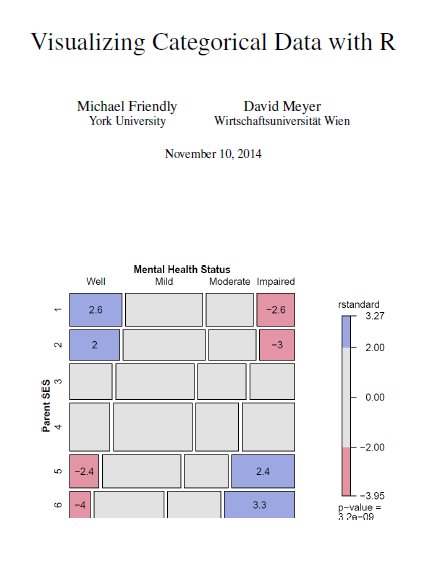 Visualizing Categorical Data with R
Michael Friendly David Meyer
York University Wirtschaftsuniversität Wien
November 10, 2014
Mental Health Status
Well Mild Moderate Impaired
rstandard
3.27
1 2.6 −2.6
2.00
2 2 −3
3
0.00
Parent SES
4
−2.00
5 −2.4 2.4
−3.95
6 −4 3.3
p−value =
3.2e−09